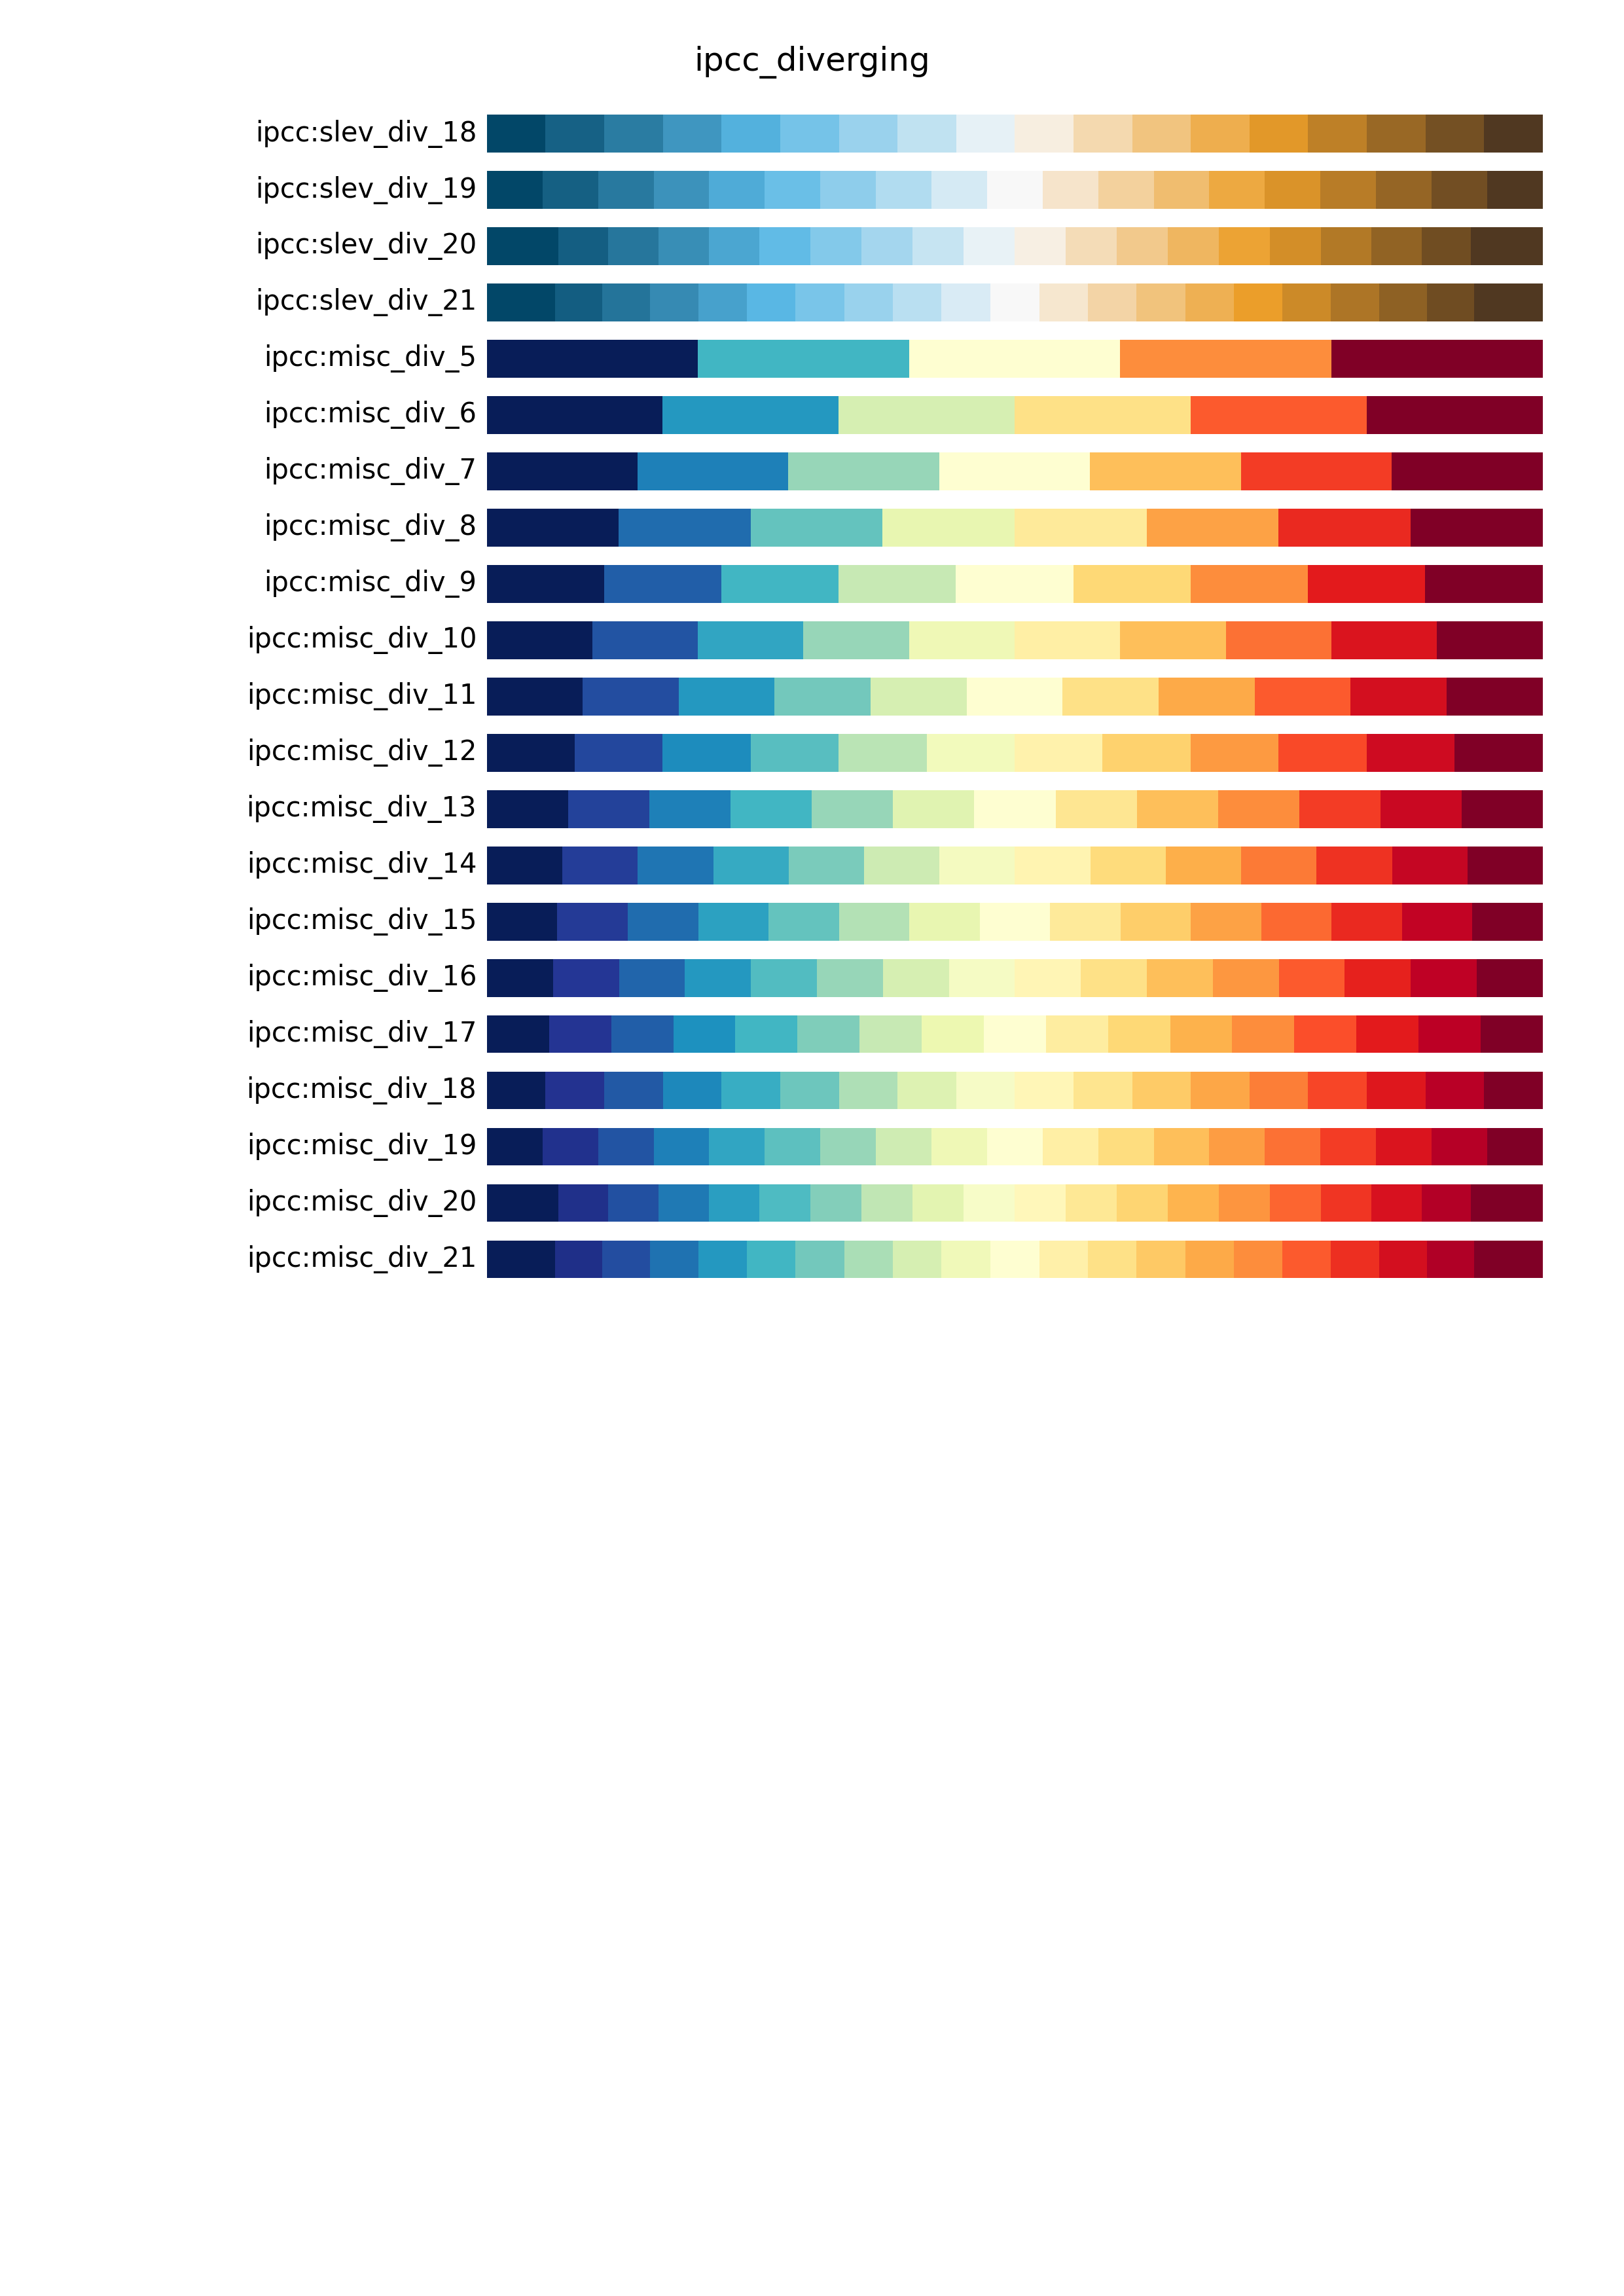 ipcc_diverging
ipcc:slev_div_18
ipcc:slev_div_19
ipcc:slev_div_20
ipcc:slev_div_21
ipcc:misc_div_5
ipcc:misc_div_6
ipcc:misc_div_7
ipcc:misc_div_8
ipcc:misc_div_9
ipcc:misc_div_10
ipcc:misc_div_11
ipcc:misc_div_12
ipcc:misc_div_13
ipcc:misc_div_14
ipcc:misc_div_15
ipcc:misc_div_16
ipcc:misc_div_17
ipcc:misc_div_18
ipcc:misc_div_19
ipcc:misc_div_20
ipcc:misc_div_21